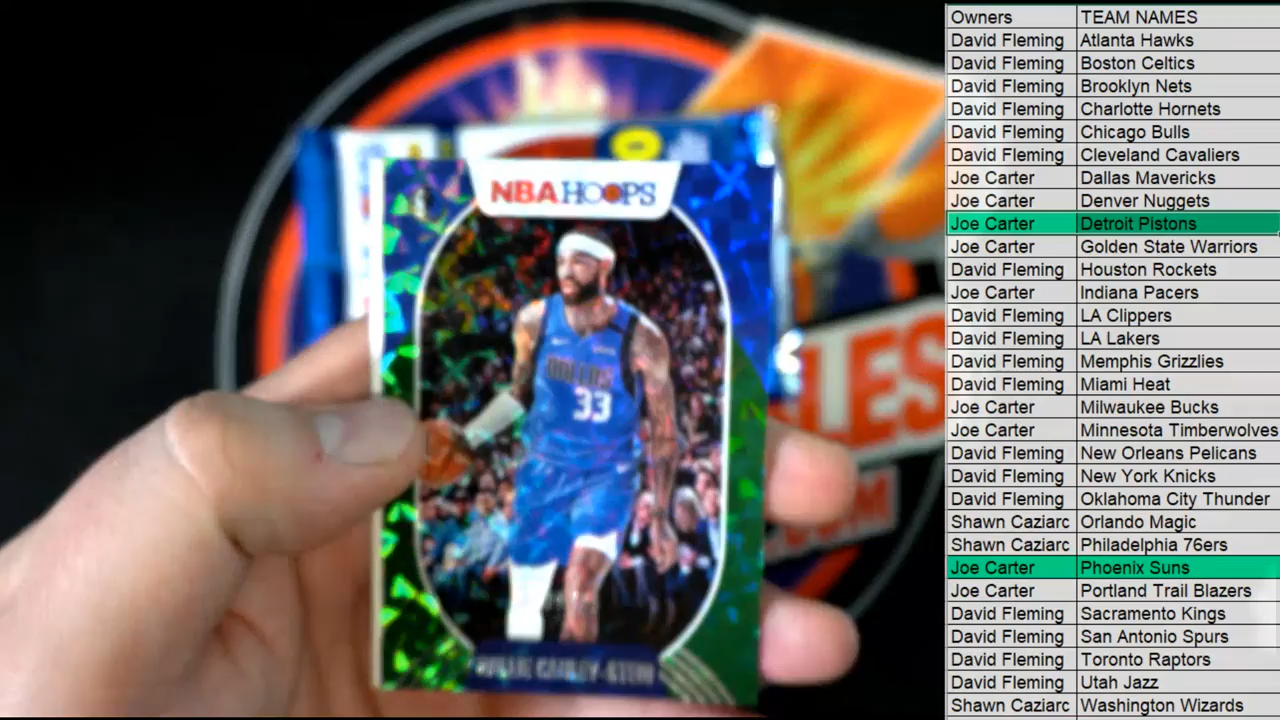 NBA HOOPS
DALLAS
33
WILLIE CAULEY-STEIN
LES
.COM
Owners TEAM NAMES
David Fleming Atlanta Hawks
David Fleming Boston Celtics
David Fleming Brooklyn Nets
David Fleming Charlotte Hornets
David Fleming Chicago Bulls
David Fleming Cleveland Cavaliers
Joe Carter Dallas Mavericks
Joe Carter Denver Nuggets
Joe Carter Detroit Pistons
Joe Carter Golden State Warriors
David Fleming Houston Rockets
Joe Carter Indiana Pacers
David Fleming LA Clippers
David Fleming LA Lakers
David Fleming Memphis Grizzlies
David Fleming Miami Heat
Joe Carter Milwaukee Bucks
Joe Carter Minnesota Timberwolves
David Fleming New Orleans Pelicans
David Fleming New York Knicks
David Fleming Oklahoma City Thunder
Shawn Caziarc Orlando Magic
Shawn Caziarc Philadelphia 76ers
Joe Carter Phoenix Suns
Joe Carter Portland Trail Blazers
David Fleming Sacramento Kings
David Fleming San Antonio Spurs
David Fleming Toronto Raptors
David Fleming Utah Jazz
Shawn Caziarc Washington Wizards